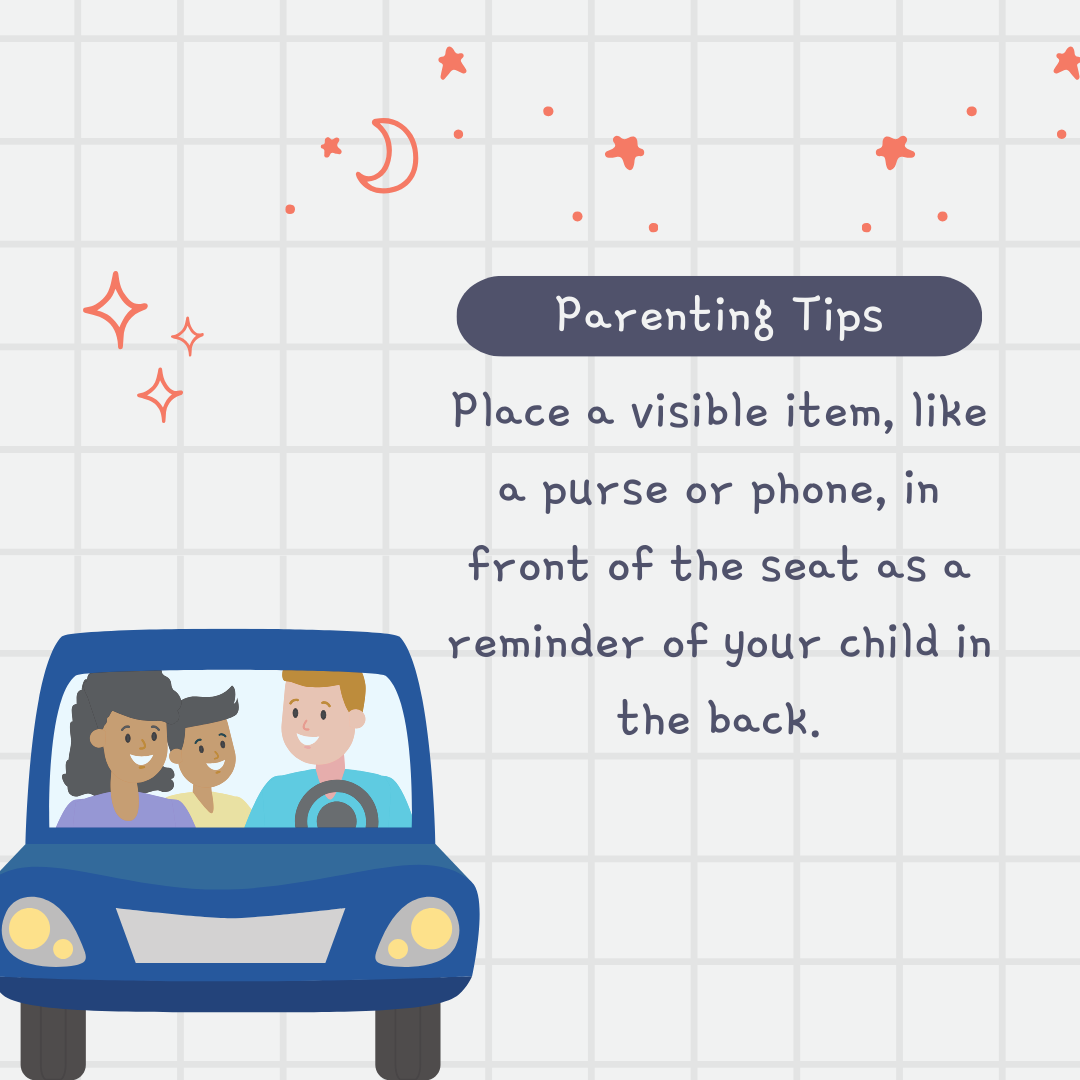 Parenting Tips
Place a visible item, like
a purse or phone, in
front of the seat as a
reminder of your child in
the back.